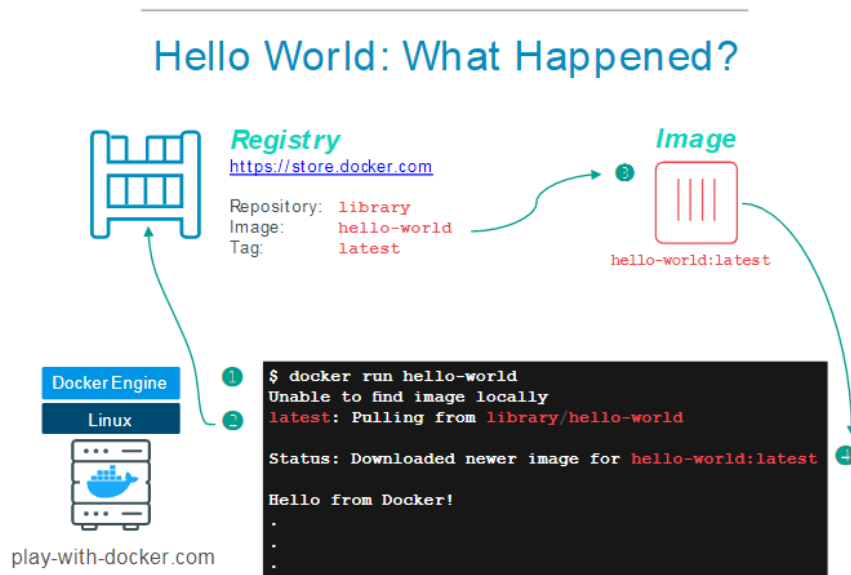 Hello World: What Happened?
Registry
https://store.docker.com
Repository: library
Image: hello-world
Tag: latest
Image
3
hello-world:latest
Docker Engine
Linux
play-with-docker.com
1
2
$ docker run hello-world
Unable to find image locally
latest: Pulling from library/hello-world
Status: Downloaded newer image for hello-world:latest
4
Hello from Docker!
.
.
.